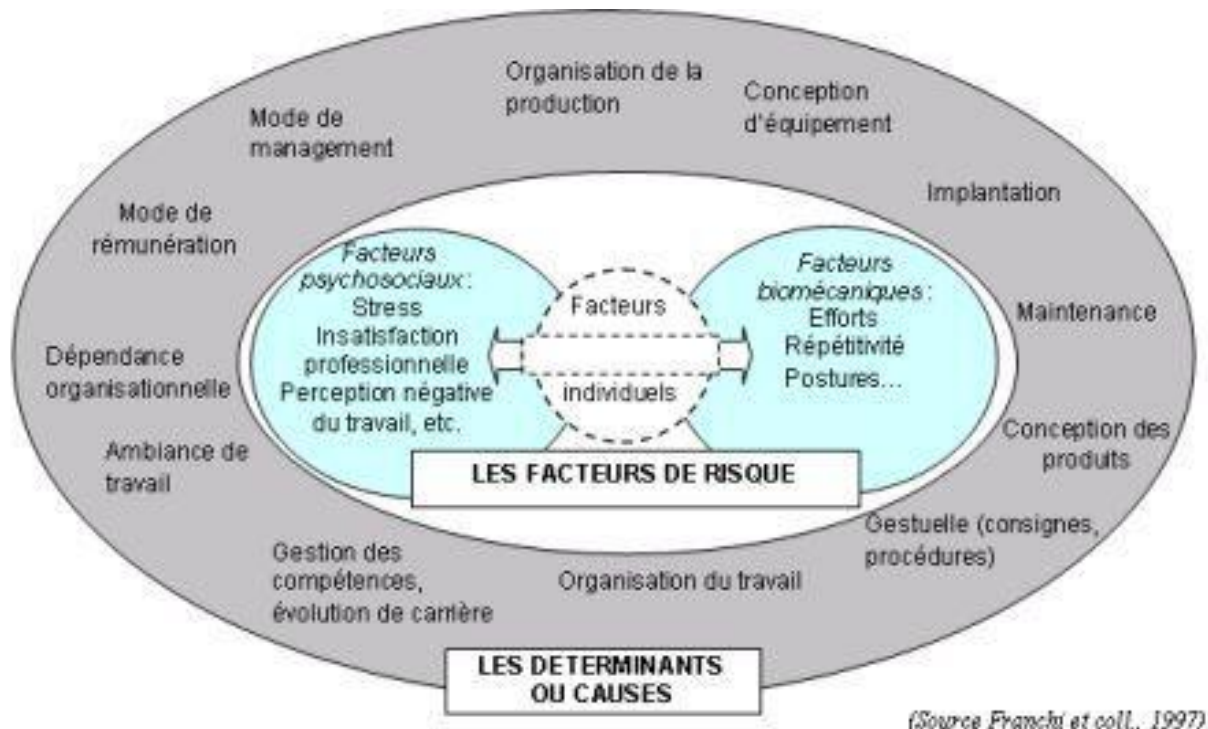 Organisation de la
production
Conception
d'équipement
Mode de
management
Implantation
Mode de
rémunération
Facteurs
psychosociaux :
Stress
Insatisfaction
professionnelle
Perception négative
du travail, etc.
Facteurs
individuels
Facteurs
biomécaniques :
Efforts
Répétitivité
Postures...
Maintenance
Dépendance
organisationnelle
Conception des
produits
Ambiance de
travail
LES FACTEURS DE RISQUE
Gestuelle (consignes,
procédures)
Gestion des
compétences,
évolution de carrière
Organisation du travail
LES DETERMINANTS
OU CAUSES
(Source Franchi et coll., 1997)